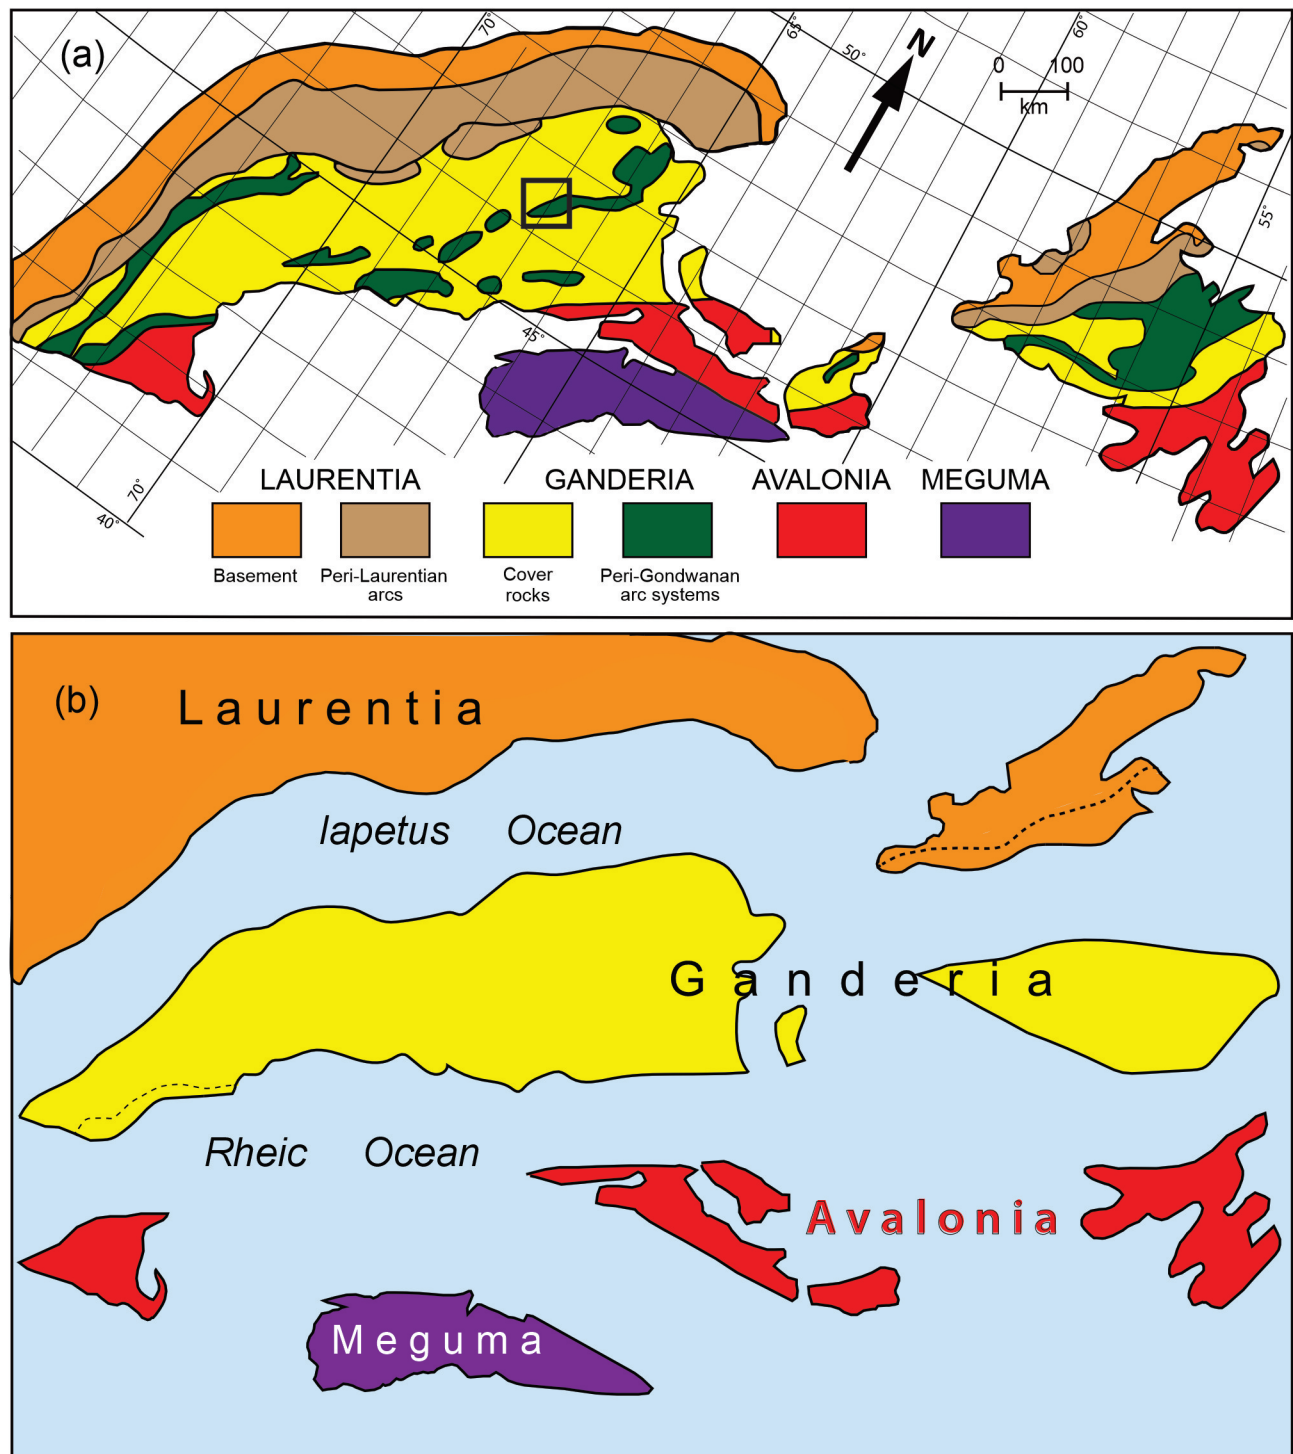 (a)
70°
65°
50°
60°
N
0 100
km
55°
45°
70°
40°
LAURENTIA GANDERIA AVALONIA MEGUMA
Basement Peri-Laurentian arcs Cover rocks Peri-Gondwanan arc systems
(b)
Laurentia
Iapetus Ocean
Ganderia
Rheic Ocean
Avalonia
Meguma